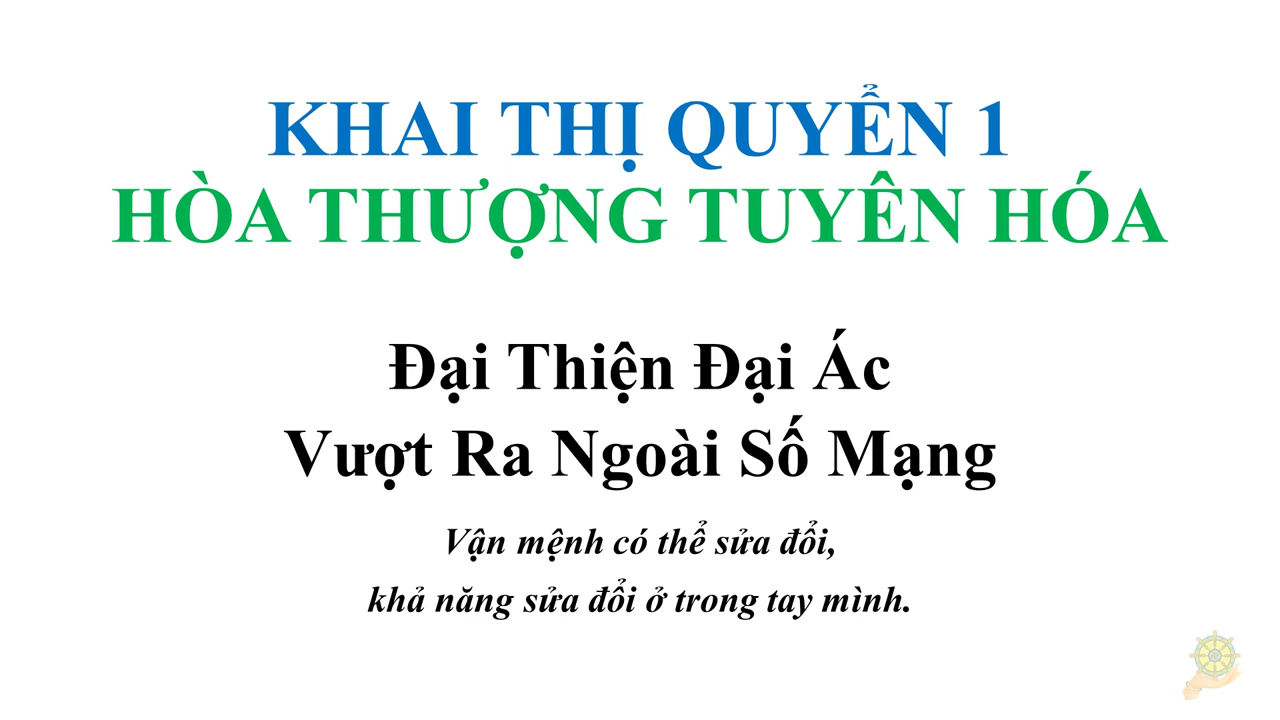 KHAI THỊ QUYỂN 1
HÒA THƯỢNG TUYÊN HÓA
Đại Thiện Đại Ác
Vượt Ra Ngoài Số Mạng
Vận mệnh có thể sửa đổi,
khả năng sửa đổi ở trong tay mình.